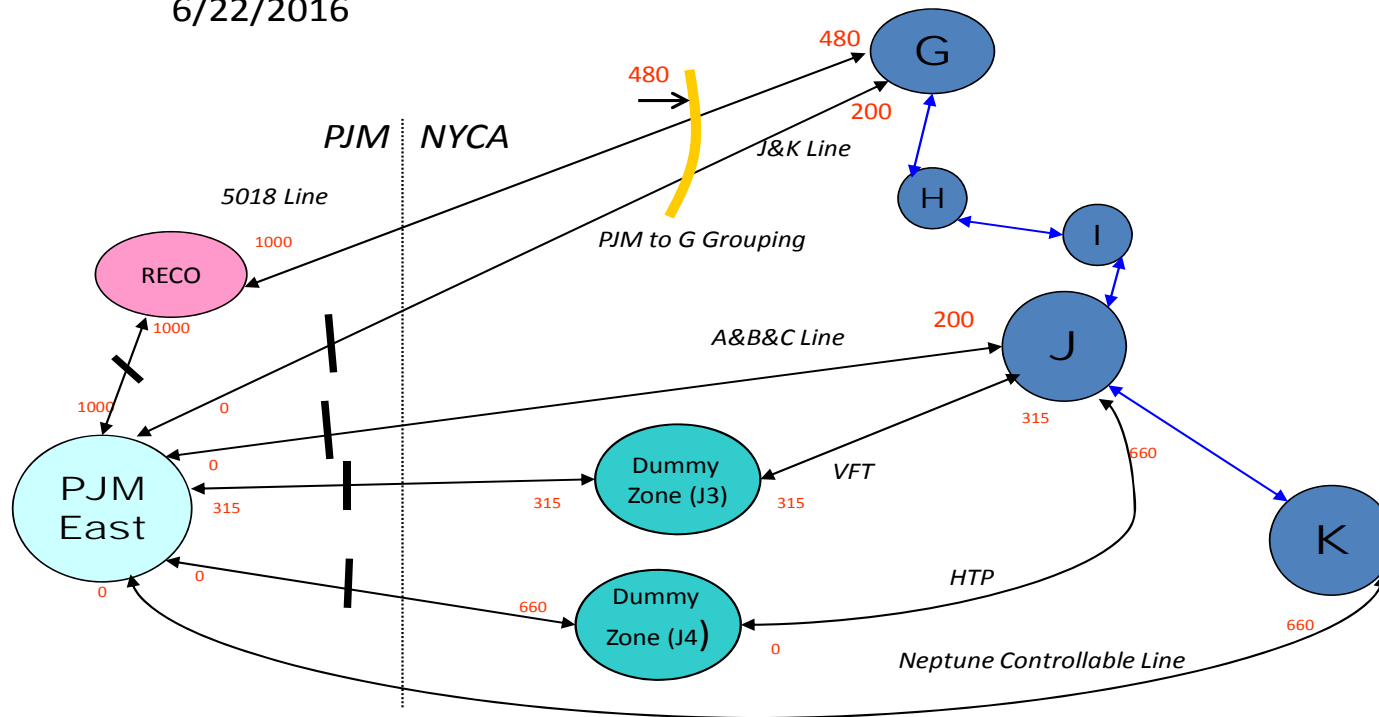 6/22/2016
480
G
480
200
PJM
NYCA
J&K Line
5018 Line
H
I
1000
PJM to G Grouping
RECO
1000
200
A&B&C Line
J
1000
0
315
0
Dummy
Zone (J3)
VFT
660
PJM
East
315
315
315
K
0
0
660
Dummy
Zone (J4)
HTP
0
660
Neptune Controllable Line